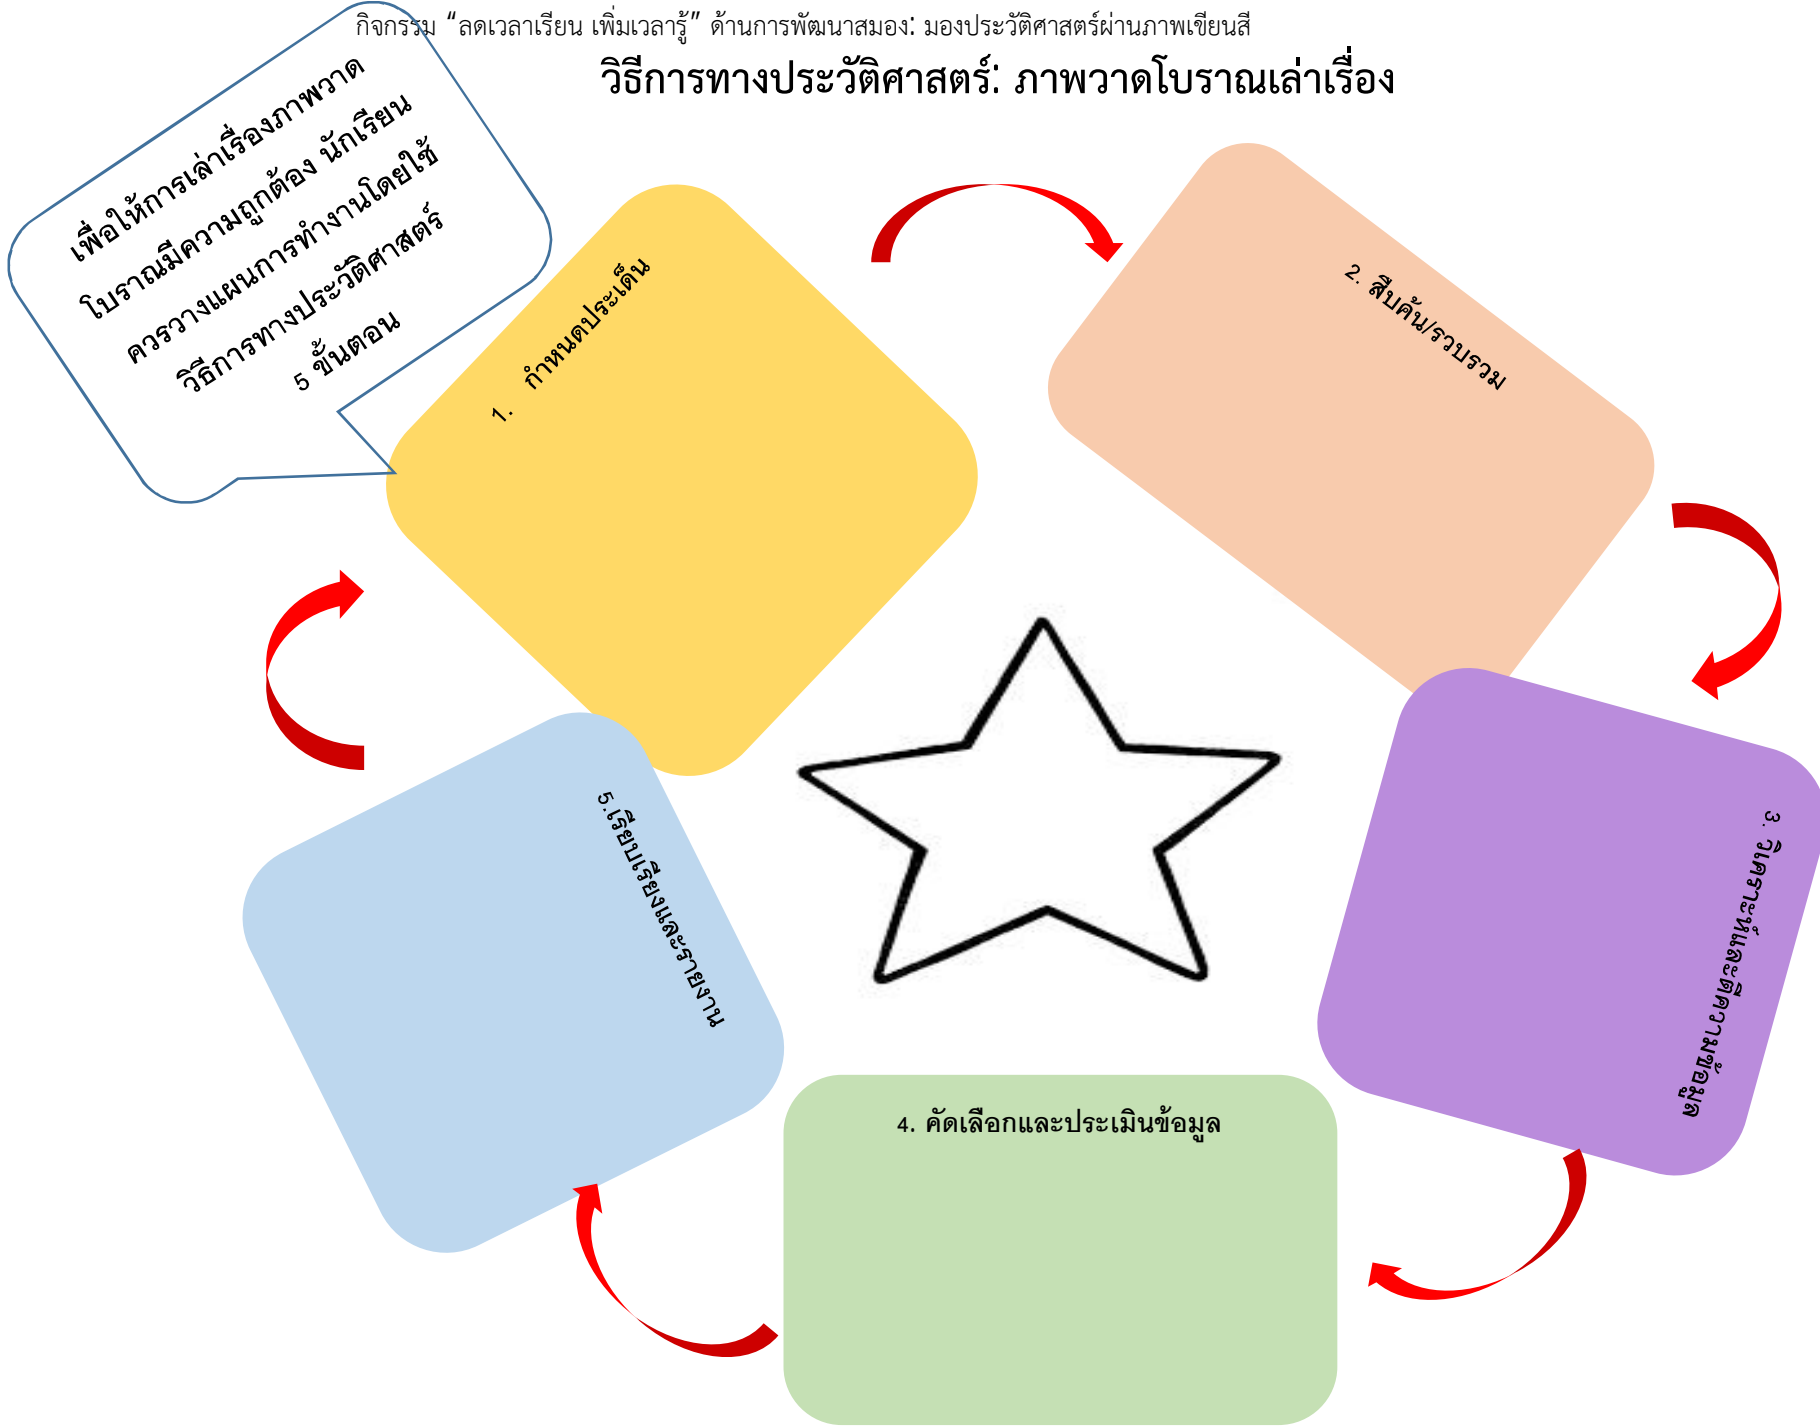 กิจกรรม “ลดเวลาเรียน เพิ่มเวลารู้” ด้านการพัฒนาสมอง: มองประวัติศาสตร์ผ่านภาพเขียนสี
วิธีการทางประวัติศาสตร์: ภาพวาดโบราณเล่าเรื่อง
เพื่อให้การเล่าเรื่องภาพวาด
โบราณมีความถูกต้อง นักเรียน
ควรวางแผนการทำงานโดยใช้
วิธีการทางประวัติศาสตร์
5 ขั้นตอน
1. กำหนดประเด็น
2. สืบค้น/รวบรวม
3. วิเคราะห์และตีความข้อมูล
4. คัดเลือกและประเมินข้อมูล
5.เรียบเรียงและรายงาน